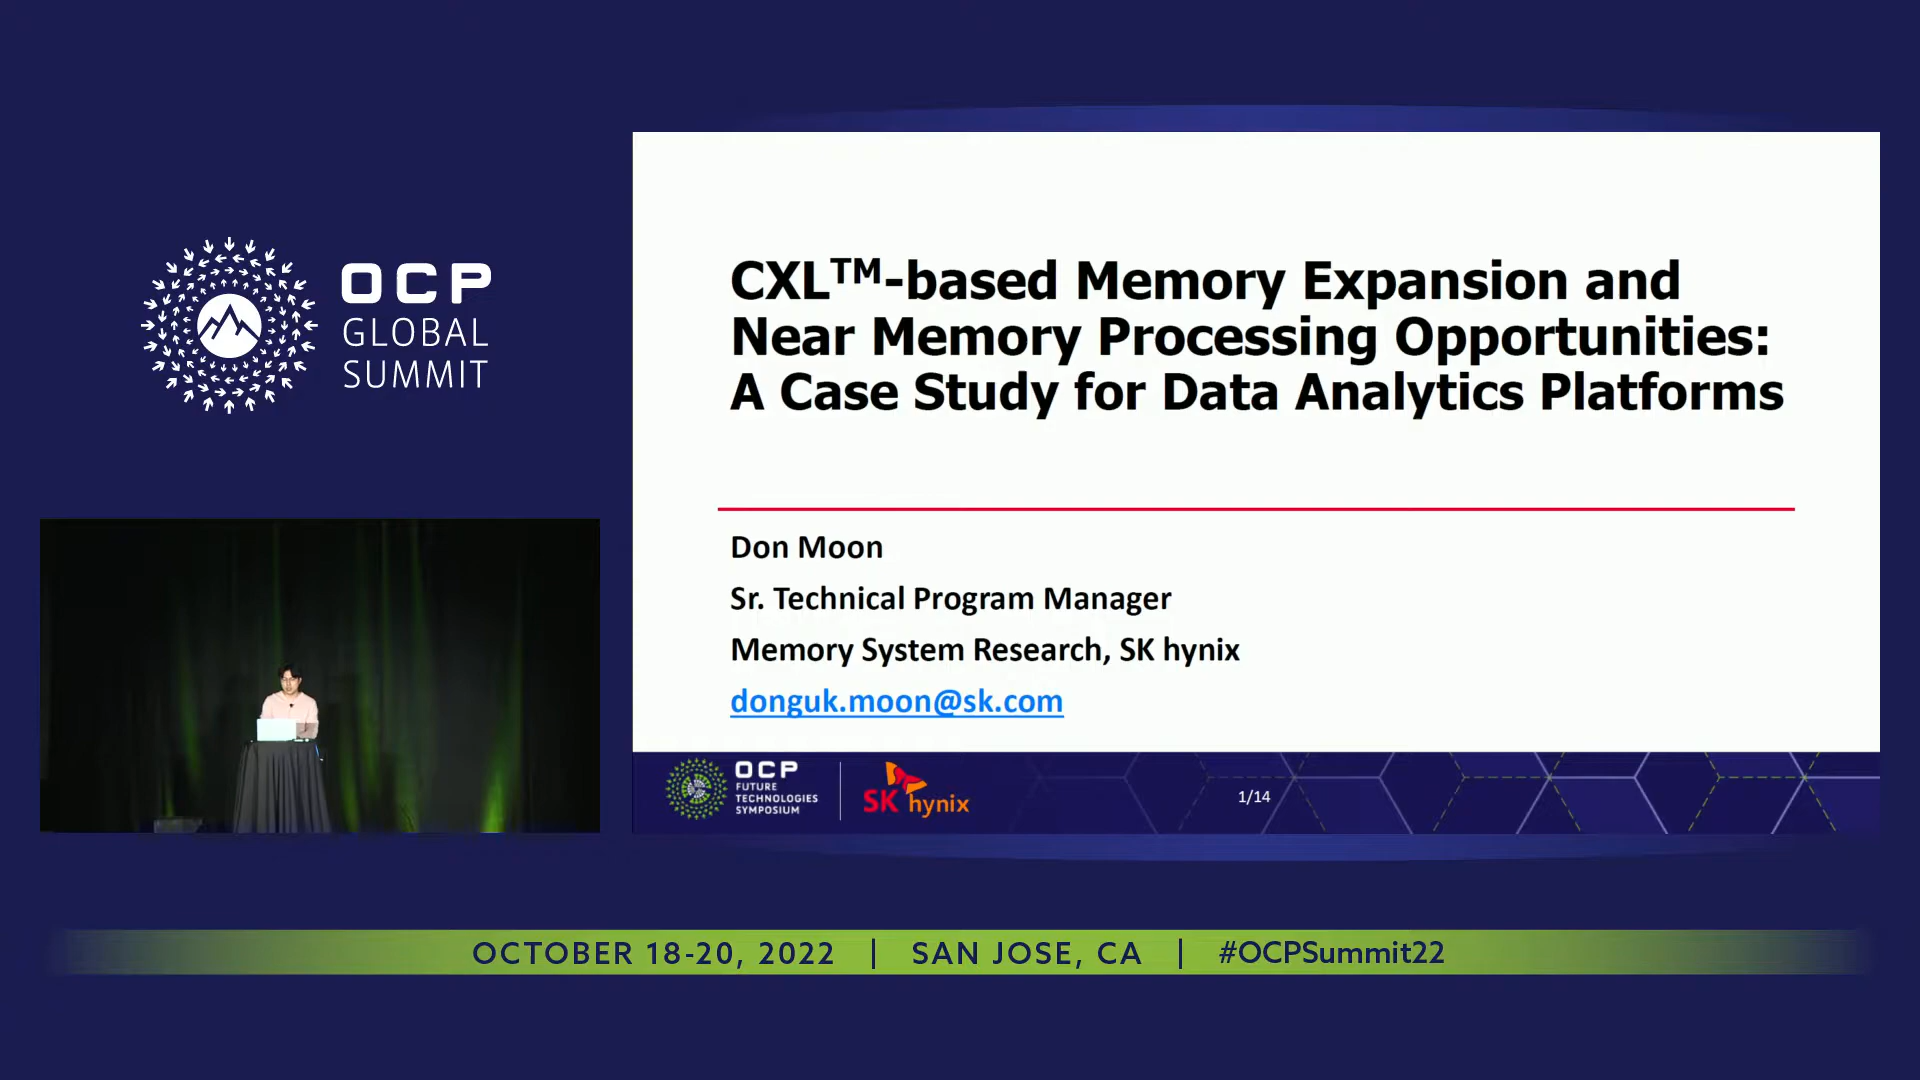 OCP
GLOBAL
SUMMIT
CXL™-based Memory Expansion and
Near Memory Processing Opportunities:
A Case Study for Data Analytics Platforms
Don Moon
Sr. Technical Program Manager
Memory System Research, SK hynix
donguk.moon@sk.com
OCP
FUTURE
TECHNOLOGIES
SYMPOSIUM
SK hynix
1/14
OCTOBER 18-20, 2022 | SAN JOSE, CA | #OCPSummit22